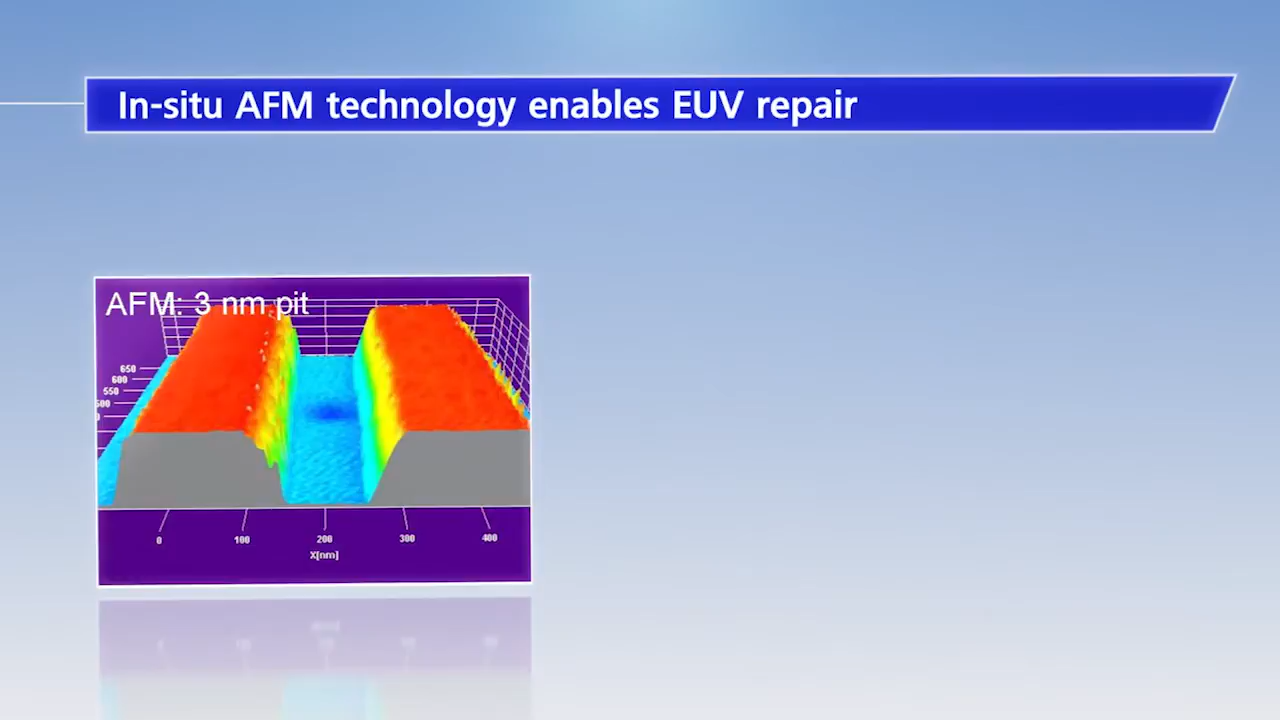 In-situ AFM technology enables EUV repair
AFM: 3 nm pit
650
600
550
500
0
0 100 200 300 400
X[nm]